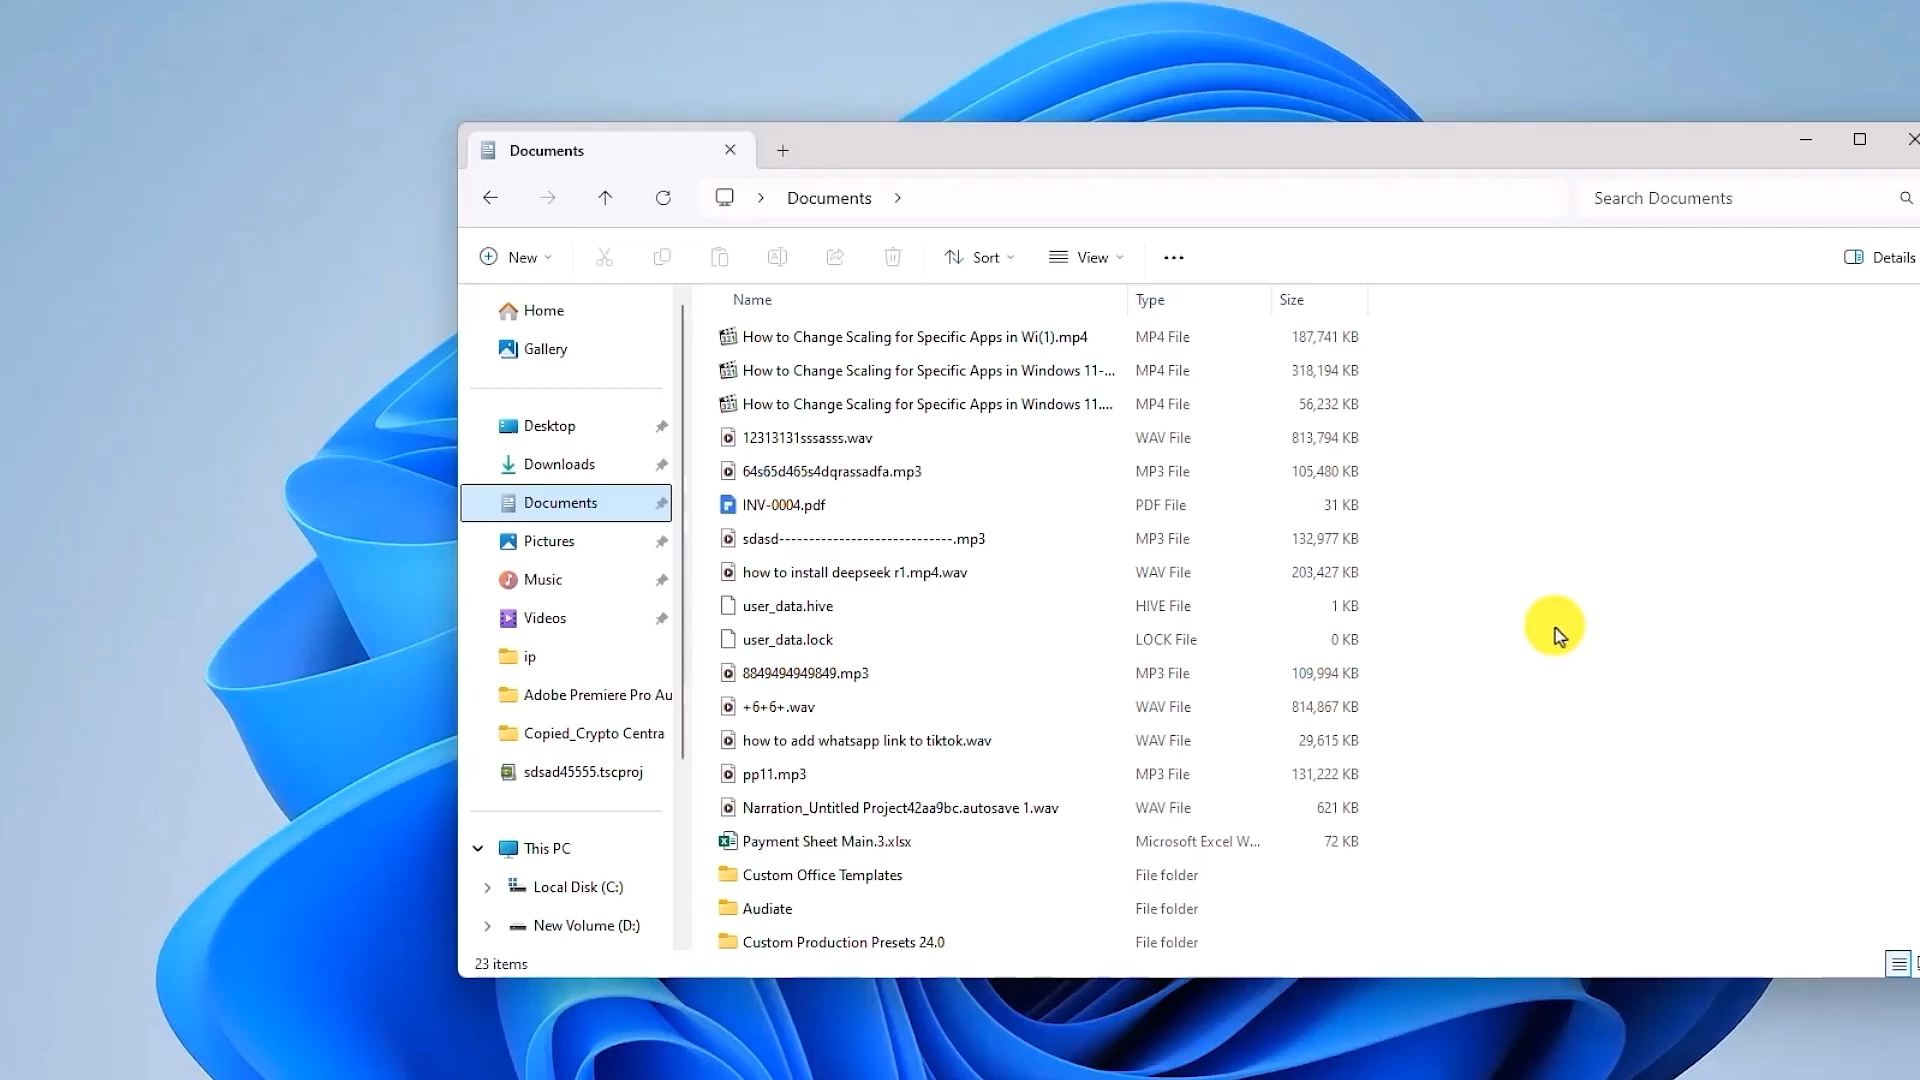 Documents
Documents
Search Documents
New
Sort
View
Details
Home
Gallery
Desktop
Downloads
Documents
Pictures
Music
Videos
ip
Adobe Premiere Pro Au
Copied_Crypto Centra
sdsad45555.tscproj
This PC
Local Disk (C:)
New Volume (D:)
Name Type Size
How to Change Scaling for Specific Apps in Wi(1).mp4 MP4 File 187,741 KB
How to Change Scaling for Specific Apps in Windows 11-... MP4 File 318,194 KB
How to Change Scaling for Specific Apps in Windows 11.... MP4 File 56,232 KB
12313131sssasss.wav WAV File 813,794 KB
64s65d465s4dqrassadfa.mp3 MP3 File 105,480 KB
INV-0004.pdf PDF File 31 KB
sdasd-----------------------------.mp3 MP3 File 132,977 KB
how to install deepseek r1.mp4.wav WAV File 203,427 KB
user_data.hive HIVE File 1 KB
user_data.lock LOCK File 0 KB
8849494949849.mp3 MP3 File 109,994 KB
+6+6+.wav WAV File 814,867 KB
how to add whatsapp link to tiktok.wav WAV File 29,615 KB
pp11.mp3 MP3 File 131,222 KB
Narration_Untitled Project42aa9bc.autosave 1.wav WAV File 621 KB
Payment Sheet Main.3.xlsx Microsoft Excel W... 72 KB
Custom Office Templates File folder
Audiate File folder
Custom Production Presets 24.0 File folder
23 items